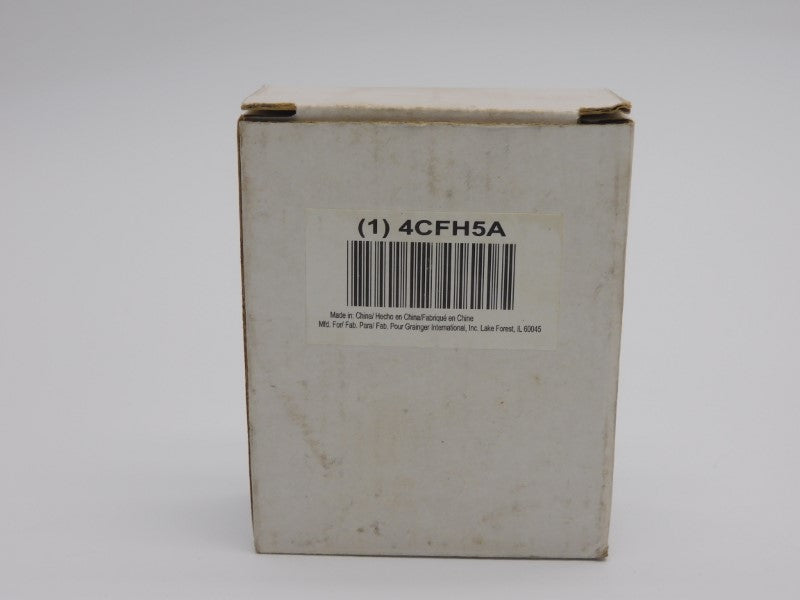 (1) 4CFH5A
Made in: China/ Hecho en China/Fabriqué en Chine
Mfd. For/ Fab. Para/ Fab. Pour Grainger International, Inc. Lake Forest, IL 60045